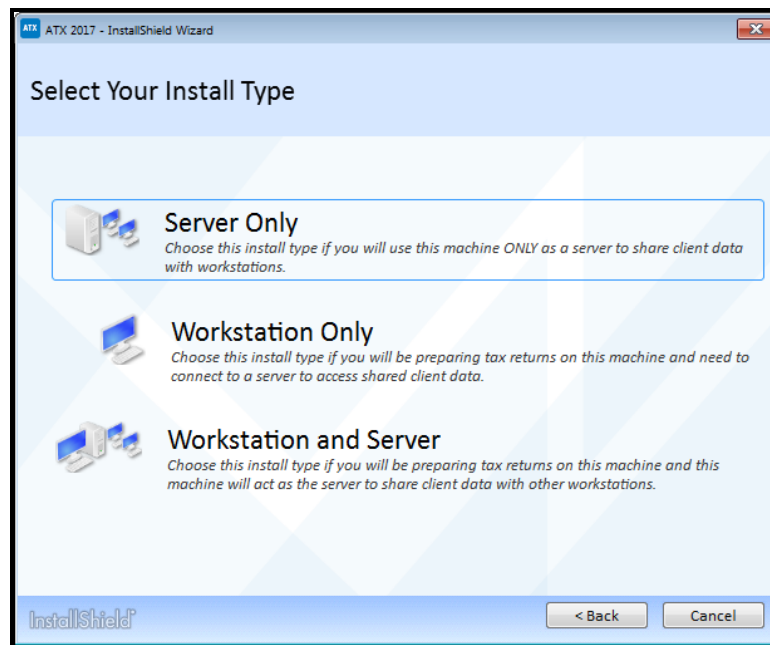 ATX ATX 2017 - InstallShield Wizard
Select Your Install Type
Server Only
Choose this install type if you will use this machine ONLY as a server to share client data
with workstations.
Workstation Only
Choose this install type if you will be preparing tax returns on this machine and need to
connect to a server to access shared client data.
Workstation and Server
Choose this install type if you will be preparing tax returns on this machine and this
machine will act as the server to share client data with other workstations.
InstallShield < Back Cancel